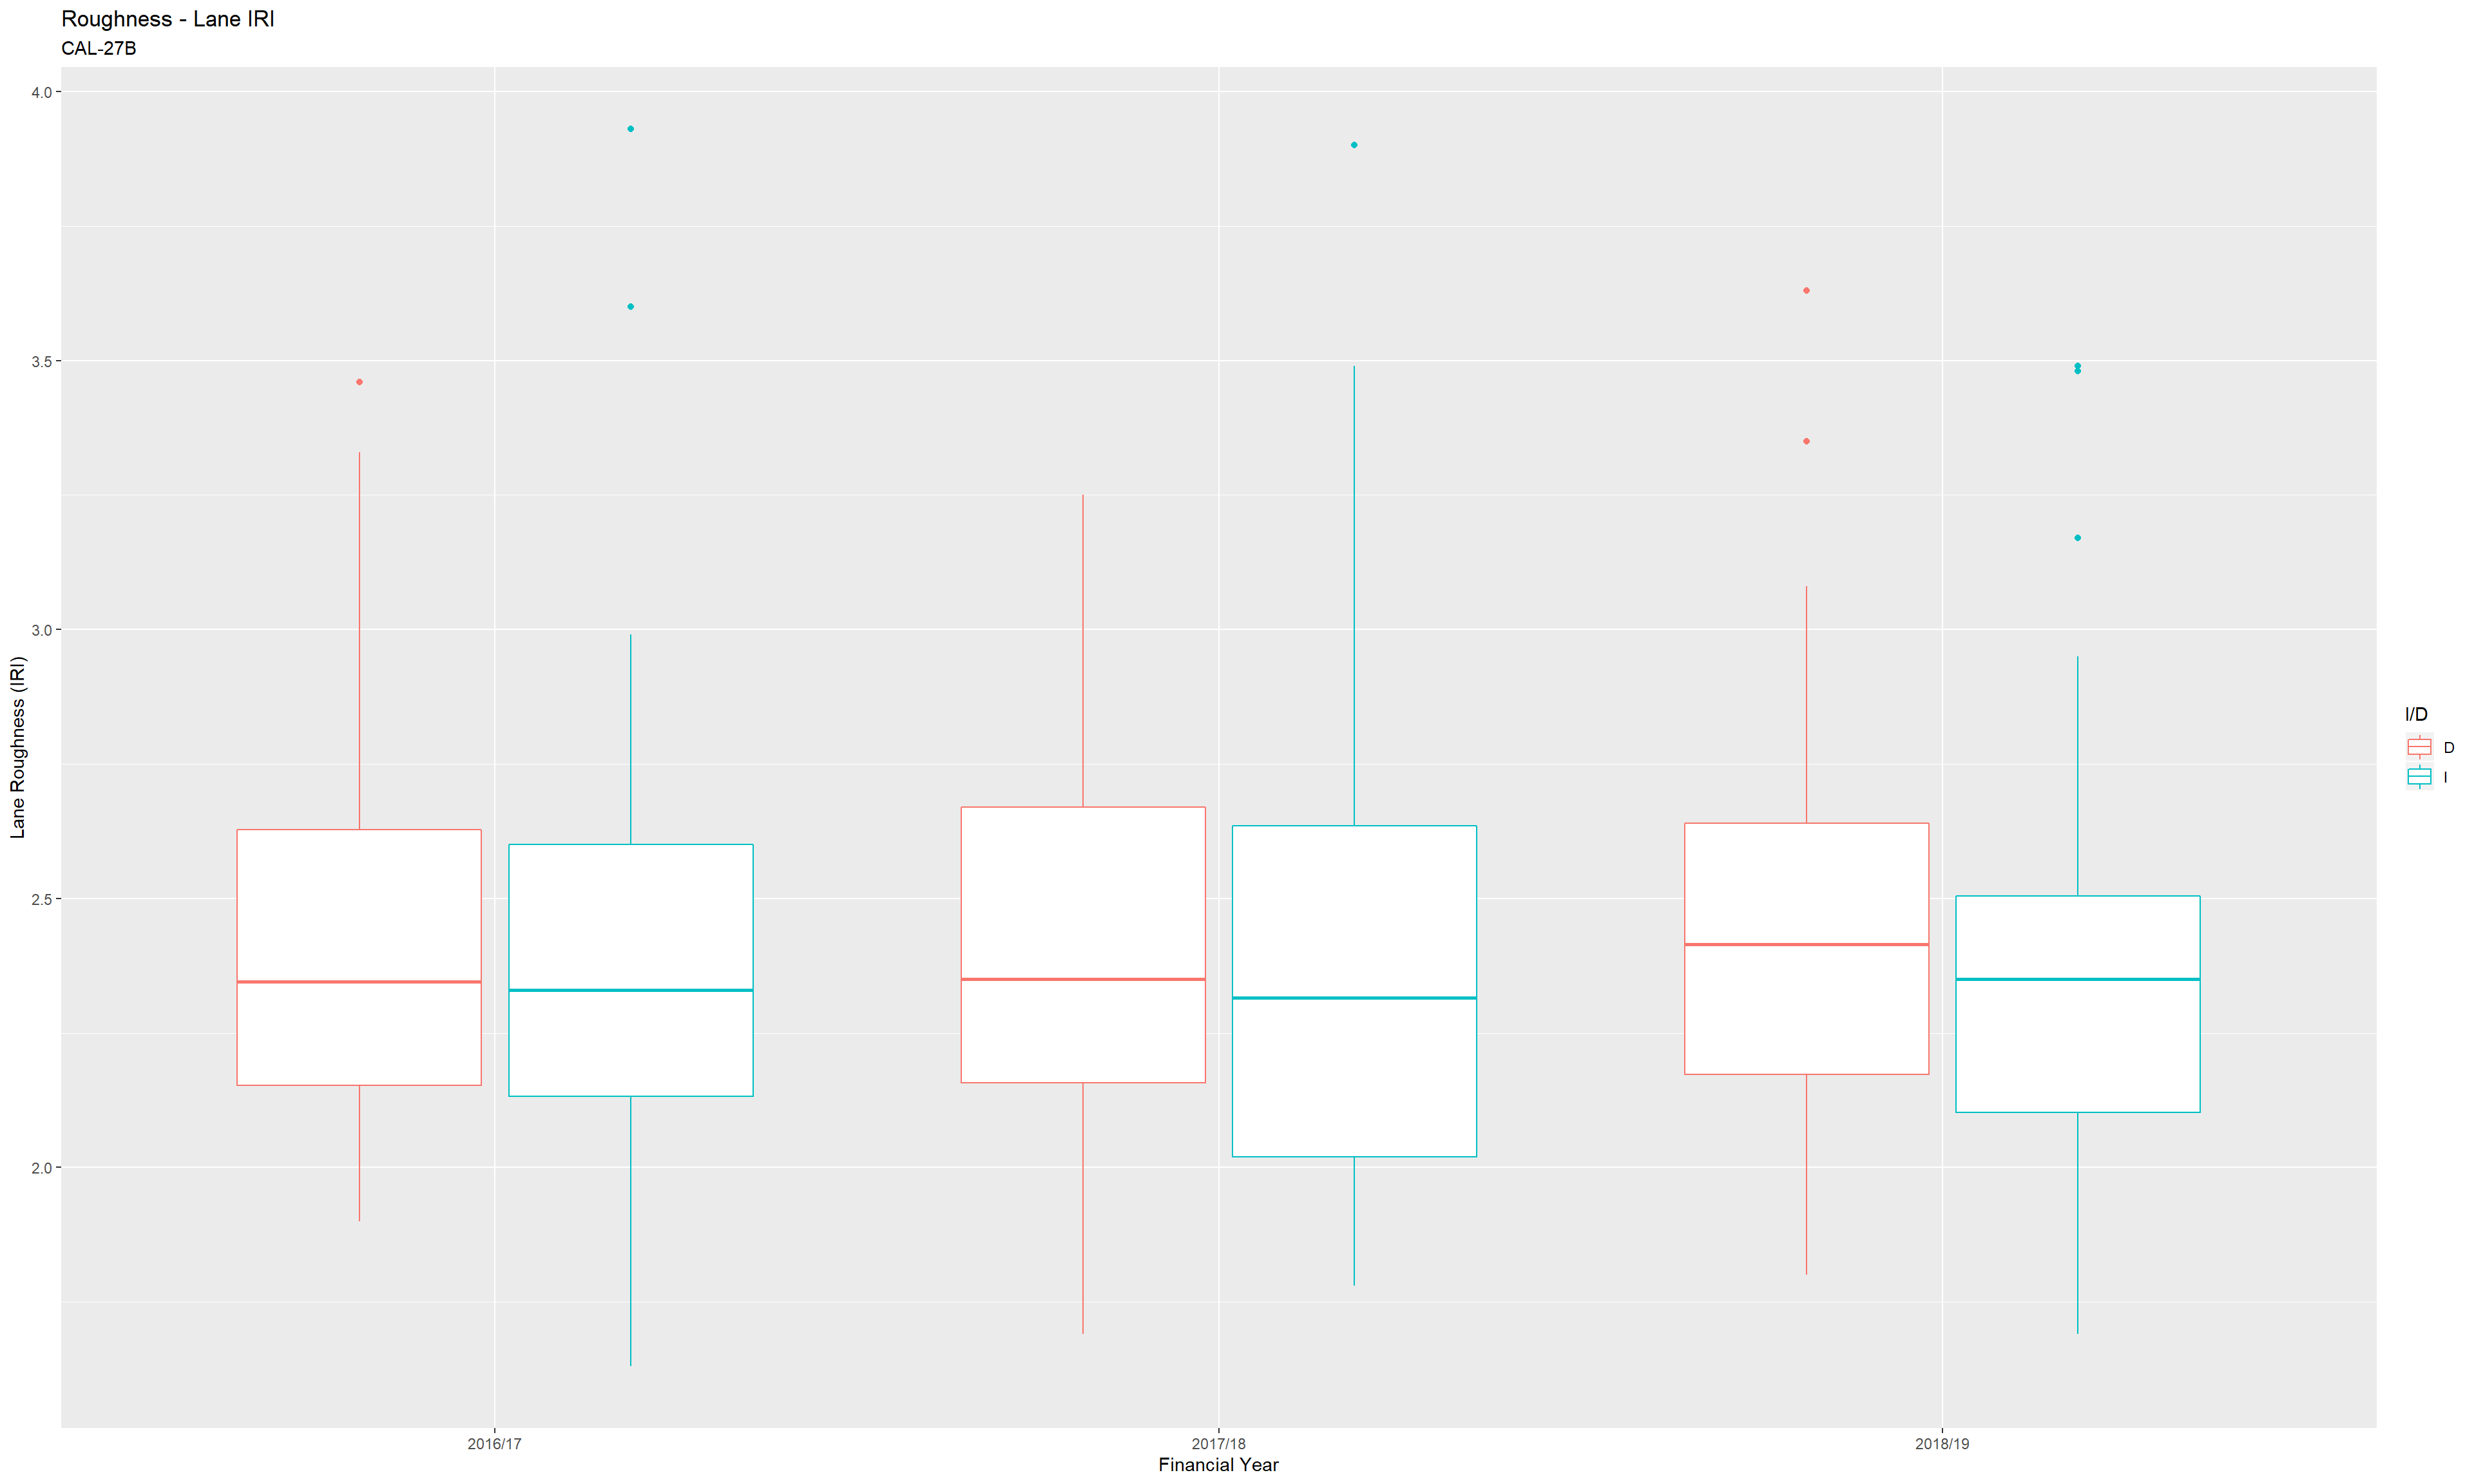 Roughness - Lane IRI
CAL-27B
4.0
3.5
3.0
2.5
2.0
Lane Roughness (IRI)
2016/17
2017/18
2018/19
Financial Year
I/D
D
I